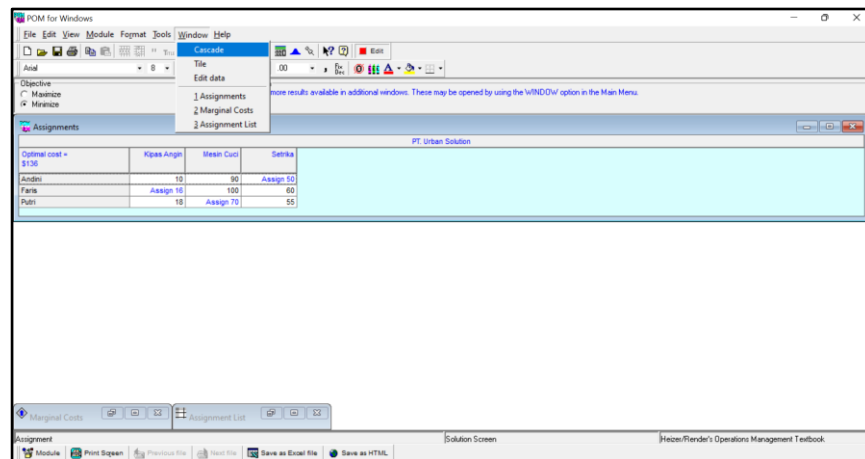 POM for Windows
File Edit View Module Format Tools Window Help
Cascade
Tile
Edit data
1 Assignments
2 Marginal Costs
3 Assignment List
Edit
Arial 8 .00
Objective
Maximize
Minimize
more results available in additional windows. These may be opened by using the WINDOW option in the Main Menu.
Assignments
PT. Urban Solution
Optimal cost = $136 Kipas Angin Mesin Cuci Setrika
Andini 10 90 Assign 50
Faris Assign 16 100 60
Putri 18 Assign 70 55
Marginal Costs Assignment List
Assignment Solution Screen Heizer/Render's Operations Management Textbook
Module Print Screen Previous file Next file Save as Excel file Save as HTML